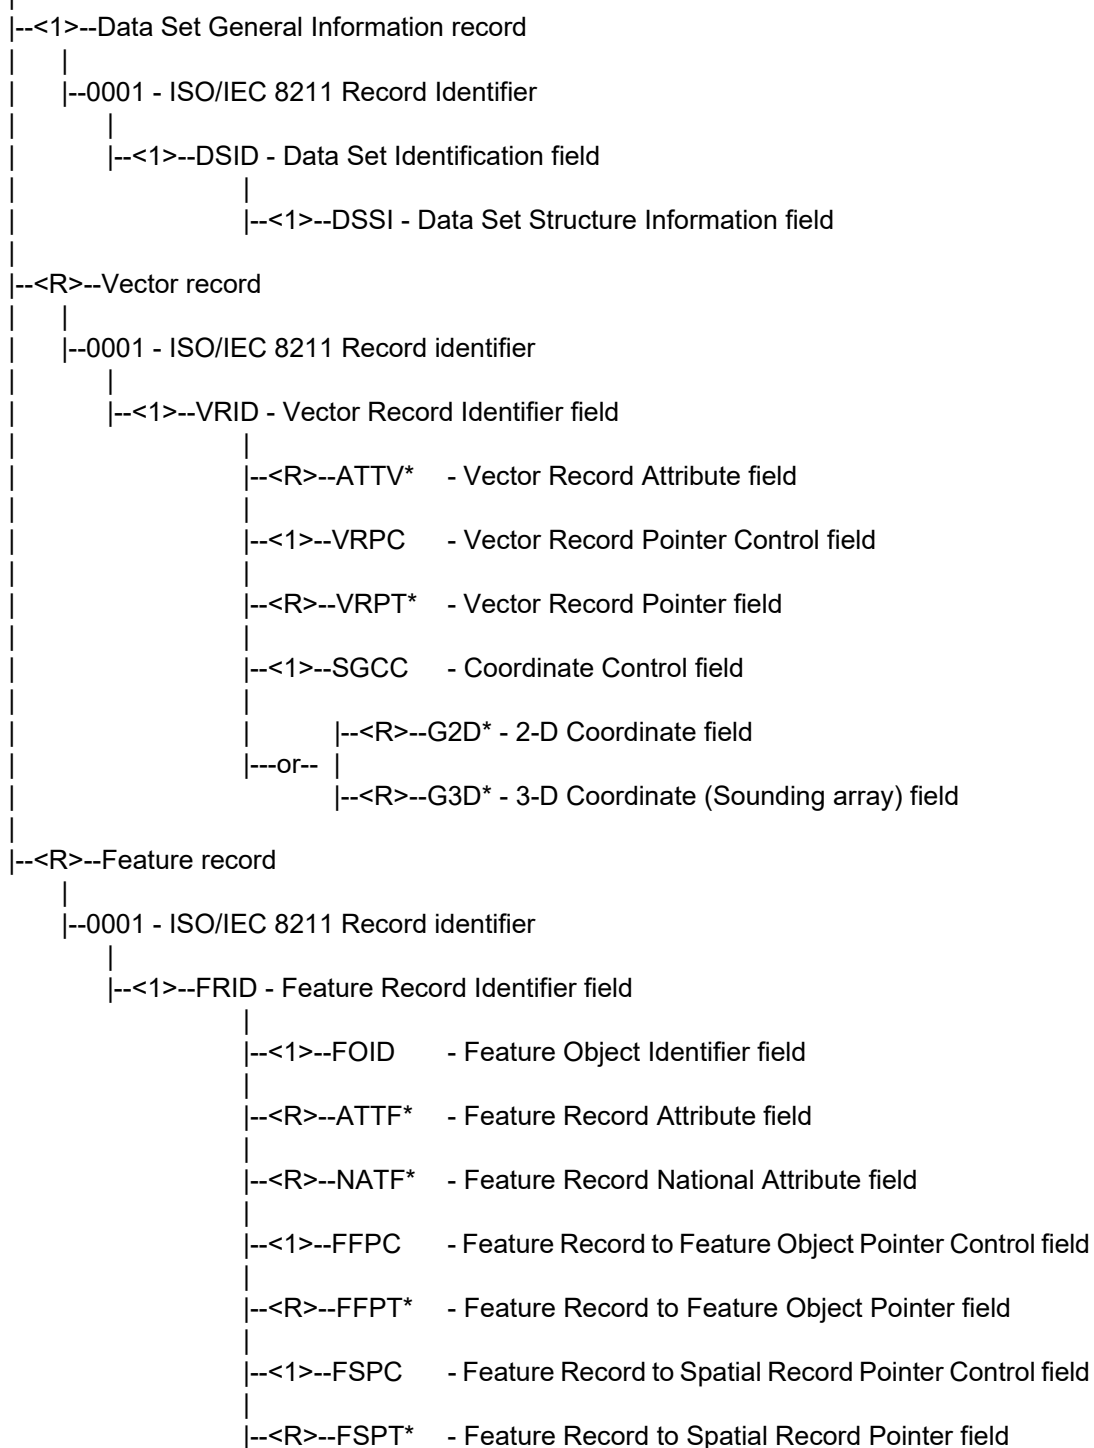 |--<1>--Data Set General Information record
|--0001 - ISO/IEC 8211 Record Identifier
|--<1>--DSID - Data Set Identification field
|--<1>--DSSI - Data Set Structure Information field
|--<R>--Vector record
|--0001 - ISO/IEC 8211 Record identifier
|--<1>--VRID - Vector Record Identifier field
|--<R>--ATTV* - Vector Record Attribute field
|--<1>--VRPC - Vector Record Pointer Control field
|--<R>--VRPT* - Vector Record Pointer field
|--<1>--SGCC - Coordinate Control field
|--<R>--G2D* - 2-D Coordinate field
|---or-- |
|--<R>--G3D* - 3-D Coordinate (Sounding array) field
|--<R>--Feature record
|--0001 - ISO/IEC 8211 Record identifier
|--<1>--FRID - Feature Record Identifier field
|--<1>--FOID - Feature Object Identifier field
|--<R>--ATTF* - Feature Record Attribute field
|--<R>--NATF* - Feature Record National Attribute field
|--<1>--FFPC - Feature Record to Feature Object Pointer Control field
|--<R>--FFPT* - Feature Record to Feature Object Pointer field
|--<1>--FSPC - Feature Record to Spatial Record Pointer Control field
|--<R>--FSPT* - Feature Record to Spatial Record Pointer field